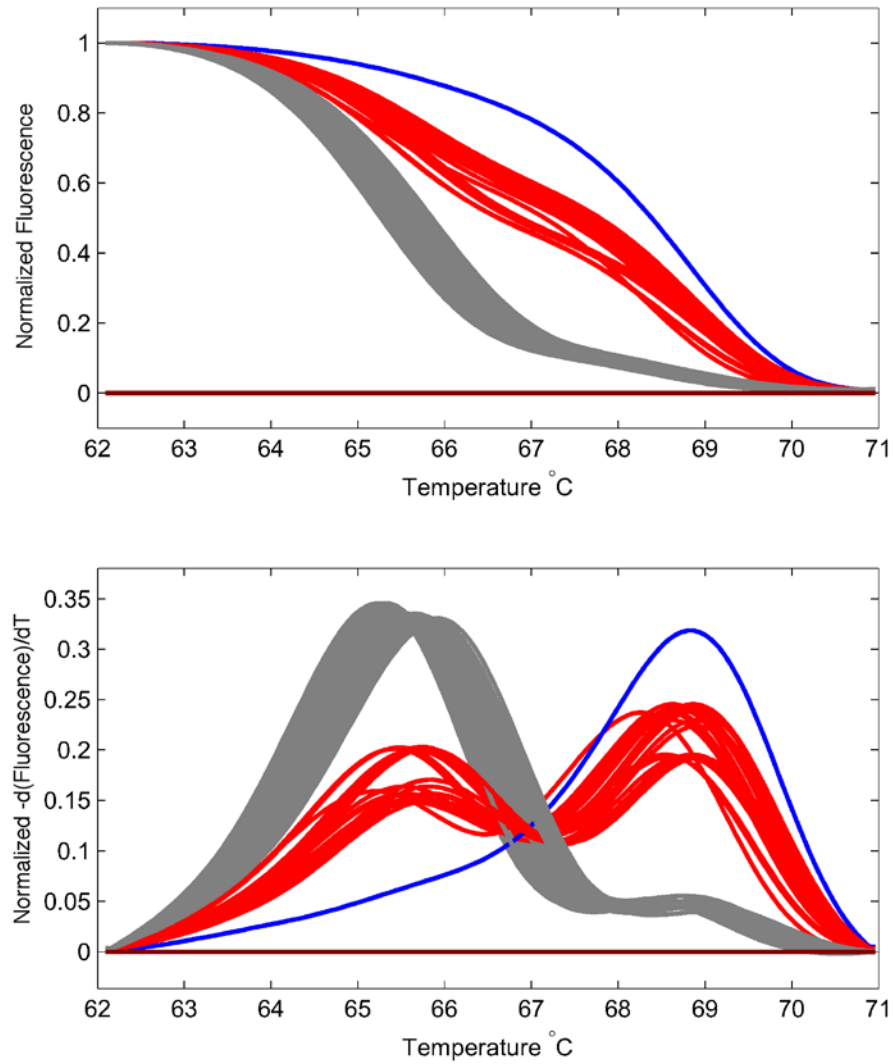 1
0.8
0.6
0.4
0.2
0
Normalized Fluorescence
62 63 64 65 66 67 68 69 70 71
Temperature °C
0.35
0.3
0.25
0.2
0.15
0.1
0.05
0
Normalized -d(Fluorescence)/dT
62 63 64 65 66 67 68 69 70 71
Temperature °C